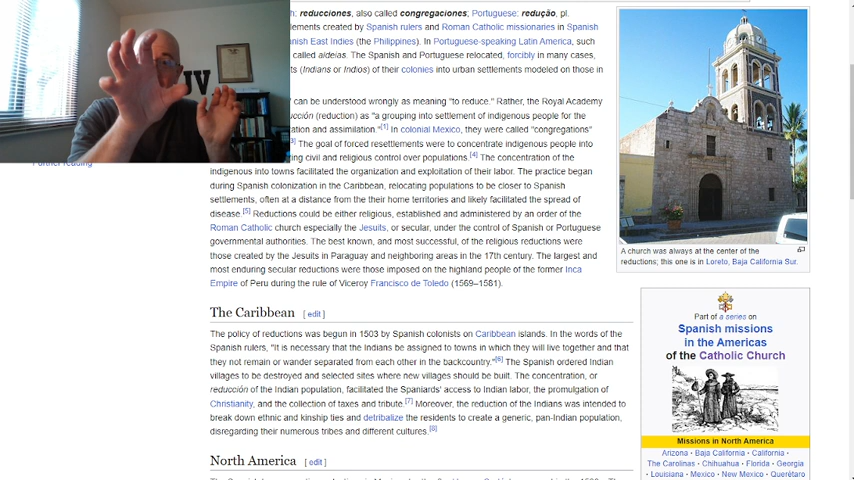 : reducciones, also called congregaciones; Portuguese: redução, pl.
lements created by Spanish rulers and Roman Catholic missionaries in Spanish
nish East Indies (the Philippines). In Portuguese-speaking Latin America, such
called aldeias. The Spanish and Portuguese relocated, forcibly in many cases,
ts (Indians or Indios) of their colonies into urban settlements modeled on those in
can be understood wrongly as meaning "to reduce." Rather, the Royal Academy
ucción (reduction) as "a grouping into settlement of indigenous people for the
ation and assimilation."[1] In colonial Mexico, they were called "congregations"
The goal of forced resettlements were to concentrate indigenous people into
ing civil and religious control over populations.[4] The concentration of the
indigenous into towns facilitated the organization and exploitation of their labor. The practice began
during Spanish colonization in the Caribbean, relocating populations to be closer to Spanish
settlements, often at a distance from the their home territories and likely facilitated the spread of
disease.[5] Reductions could be either religious, established and administered by an order of the
Roman Catholic church especially the Jesuits, or secular, under the control of Spanish or Portuguese
governmental authorities. The best known, and most successful, of the religious reductions were
those created by the Jesuits in Paraguay and neighboring areas in the 17th century. The largest and
most enduring secular reductions were those imposed on the highland people of the former Inca
Empire of Peru during the rule of Viceroy Francisco de Toledo (1569–1581).
The Caribbean [ edit ]
The policy of reductions was begun in 1503 by Spanish colonists on Caribbean islands. In the words of the
Spanish rulers, "It is necessary that the Indians be assigned to towns in which they will live together and that
they not remain or wander separated from each other in the backcountry."[6] The Spanish ordered Indian
villages to be destroyed and selected sites where new villages should be built. The concentration, or
reducción of the Indian population, facilitated the Spaniards' access to Indian labor, the promulgation of
Christianity, and the collection of taxes and tribute.[7] Moreover, the reduction of the Indians was intended to
break down ethnic and kinship ties and detribalize the residents to create a generic, pan-Indian population,
disregarding their numerous tribes and different cultures.[8]
North America [ edit ]
A church was always at the center of the
reductions; this one is in Loreto, Baja California Sur.
Part of a series on
Spanish missions
in the Americas
of the Catholic Church
Missions in North America
Arizona · Baja California · California ·
The Carolinas · Chihuahua · Florida · Georgia
· Louisiana · Mexico · New Mexico · Querétaro
IV